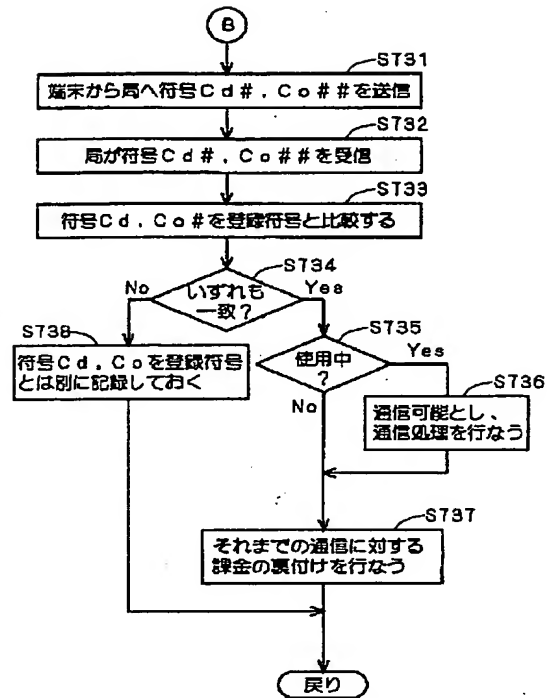 B
S731
端末から局へ符号Cd#，Co##を送信
S732
局が符号Cd#，Co##を受信
S733
符号Cd，Co#を登録符号と比較する
S734
No
いずれも
一致？
Yes
S738
符号Cd，Coを登録符号
とは別に記録しておく
S735
使用中
？
Yes
No
S736
通信可能とし、
通信処理を行なう
S737
それまでの通信に対する
課金の裏付けを行なう
戻り